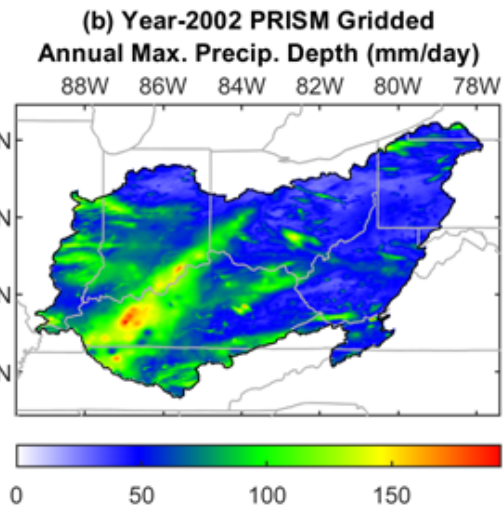 (b) Year-2002 PRISM Gridded
Annual Max. Precip. Depth (mm/day)
88W 86W 84W 82W 80W 78W
N
N
N
N
0 50 100 150